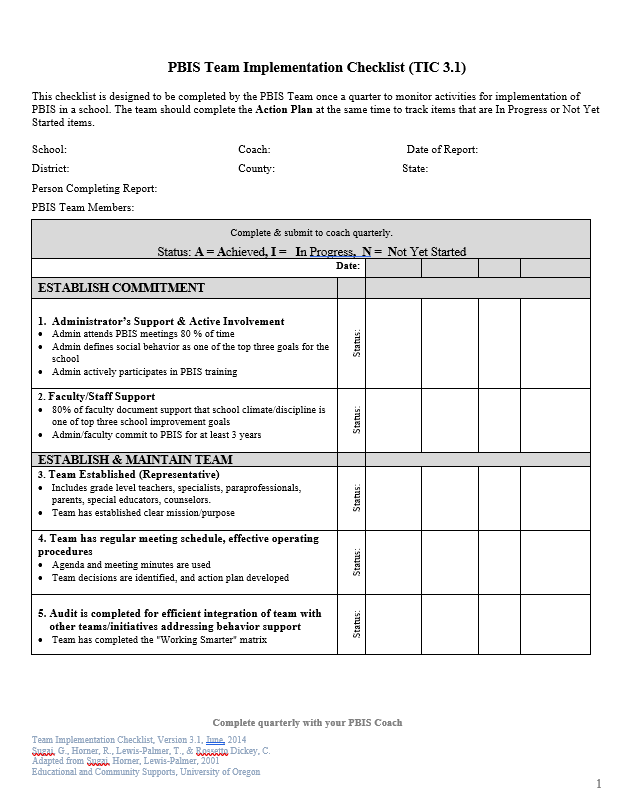 PBIS Team Implementation Checklist (TIC 3.1)
This checklist is designed to be completed by the PBIS Team once a quarter to monitor activities for implementation of
PBIS in a school. The team should complete the Action Plan at the same time to track items that are In Progress or Not Yet
Started items.
School: Coach: Date of Report:
District: County: State:
Person Completing Report:
PBIS Team Members:
Complete & submit to coach quarterly.
Status: A = Achieved, I = In Progress, N = Not Yet Started
Date:
ESTABLISH COMMITMENT
1. Administrator's Support & Active Involvement
• Admin attends PBIS meetings 80 % of time
• Admin defines social behavior as one of the top three goals for the
school
• Admin actively participates in PBIS training
Status:
2. Faculty/Staff Support
• 80% of faculty document support that school climate/discipline is
one of top three school improvement goals
• Admin/faculty commit to PBIS for at least 3 years
Status:
ESTABLISH & MAINTAIN TEAM
3. Team Established (Representative)
• Includes grade level teachers, specialists, paraprofessionals,
parents, special educators, counselors.
• Team has established clear mission/purpose
Status:
4. Team has regular meeting schedule, effective operating
procedures
• Agenda and meeting minutes are used
• Team decisions are identified, and action plan developed
Status:
5. Audit is completed for efficient integration of team with
other teams/initiatives addressing behavior support
• Team has completed the "Working Smarter" matrix
Status:
Complete quarterly with your PBIS Coach
Team Implementation Checklist, Version 3.1, June, 2014
Sugai, G., Horner, R., Lewis-Palmer, T., & Rossetto Dickey, C.
Adapted from Sugai, Horner, Lewis-Palmer, 2001
Educational and Community Supports, University of Oregon
1